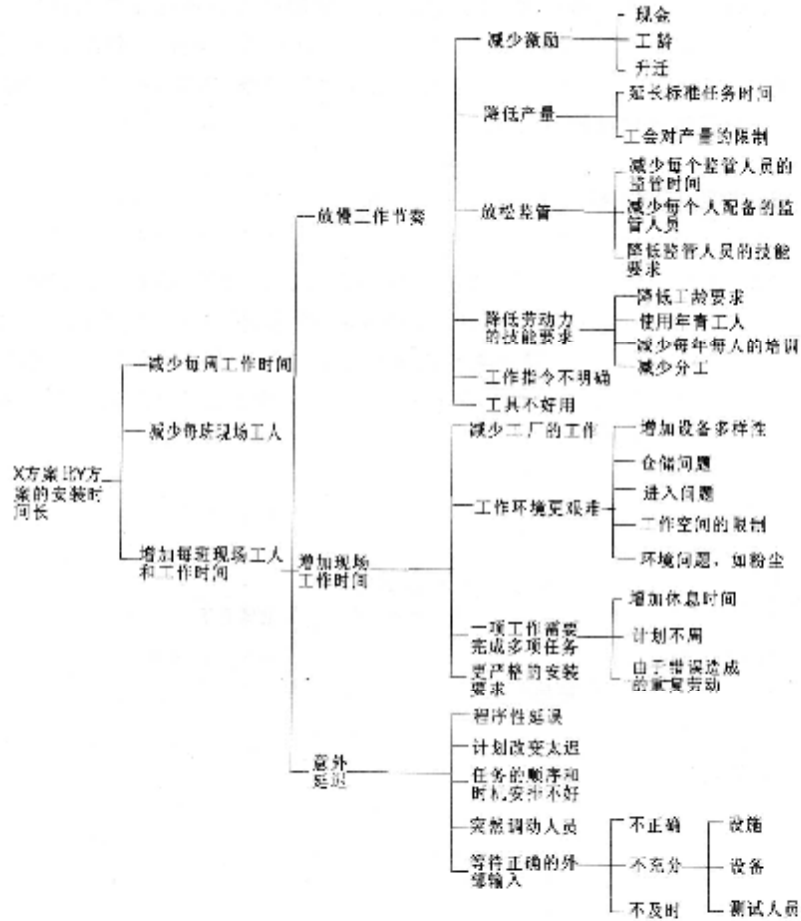 现金
减少激励
工龄
升迁
延长标准任务时间
降低产量
工会对产量的限制
减少每个监管人员的
监管时间
放慢工作节奏
放松监管
减少每个人配备的监
管人员
降低监管人员的技能
要求
降低工龄要求
降低劳动力
的技能要求
使用年青工人
减少每年每人的培训
减少分工
减少每周工作时间
工作指令不明确
工具不好用
减少每班现场工人
减少工厂的工作
增加设备多样性
仓储问题
X方案比Y方
案的安装时
间长
进入问题
工作环境更艰难
工作空间的限制
增加每班现场工人
和工作时间
增加现场
工作时间
环境问题，如粉尘
增加休息时间
一项工作需要
完成多项任务
计划不周
更严格的安装
要求
由于错误造成
的重复劳动
程序性延误
计划改变太迟
意外
延迟
任务的顺序和
时机安排不好
突然调动人员
不正确
设施
等待正确的外
部输入
不充分
设备
不及时
测试人员